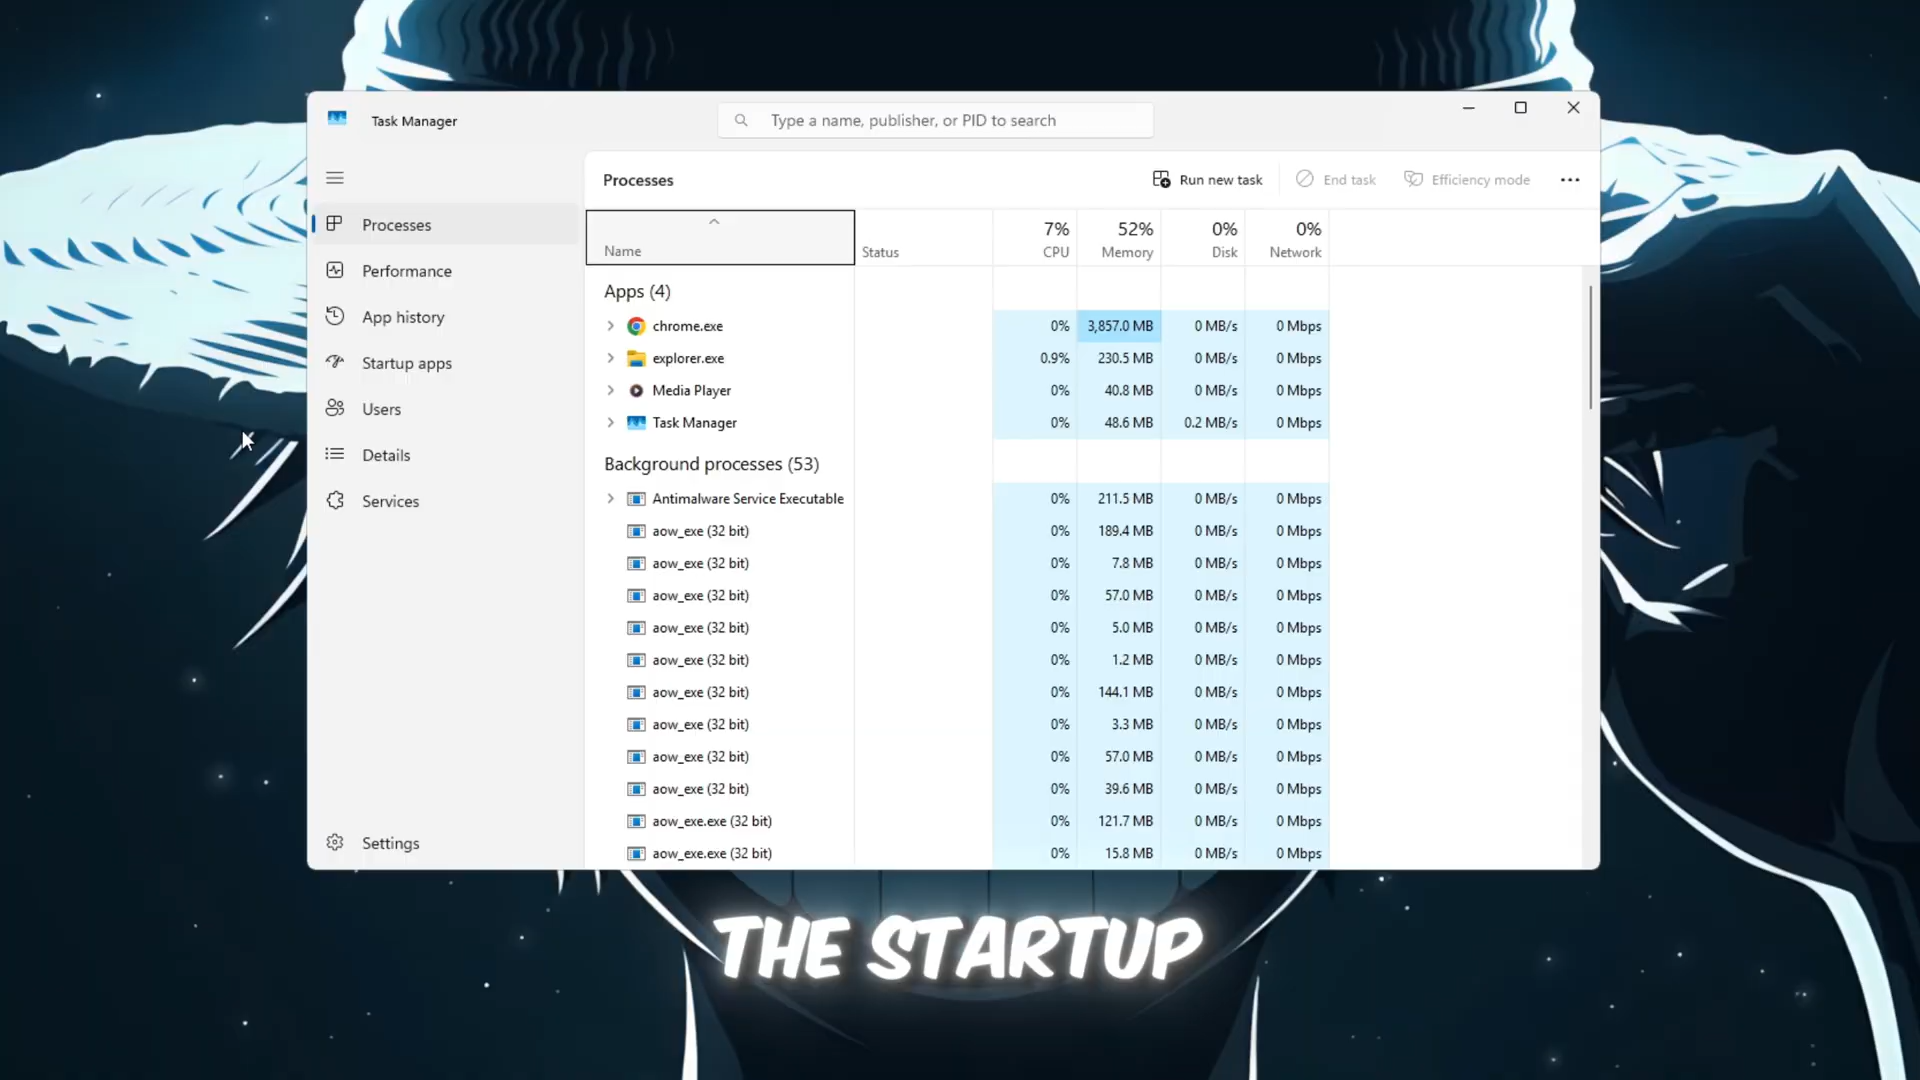 Task Manager
Type a name, publisher, or PID to search
Processes
Run new task
End task
Efficiency mode
Processes
Performance
App history
Startup apps
Users
Details
Services
Settings
Name Status 7% CPU 52% Memory 0% Disk 0% Network
Apps (4)
chrome.exe 0% 3,857.0 MB 0 MB/s 0 Mbps
explorer.exe 0.9% 230.5 MB 0 MB/s 0 Mbps
Media Player 0% 40.8 MB 0 MB/s 0 Mbps
Task Manager 0% 48.6 MB 0.2 MB/s 0 Mbps
Background processes (53)
Antimalware Service Executable 0% 211.5 MB 0 MB/s 0 Mbps
aow_exe (32 bit) 0% 189.4 MB 0 MB/s 0 Mbps
aow_exe (32 bit) 0% 7.8 MB 0 MB/s 0 Mbps
aow_exe (32 bit) 0% 57.0 MB 0 MB/s 0 Mbps
aow_exe (32 bit) 0% 5.0 MB 0 MB/s 0 Mbps
aow_exe (32 bit) 0% 1.2 MB 0 MB/s 0 Mbps
aow_exe (32 bit) 0% 144.1 MB 0 MB/s 0 Mbps
aow_exe (32 bit) 0% 3.3 MB 0 MB/s 0 Mbps
aow_exe (32 bit) 0% 57.0 MB 0 MB/s 0 Mbps
aow_exe (32 bit) 0% 39.6 MB 0 MB/s 0 Mbps
aow_exe.exe (32 bit) 0% 121.7 MB 0 MB/s 0 Mbps
aow_exe.exe (32 bit) 0% 15.8 MB 0 MB/s 0 Mbps
THE STARTUP